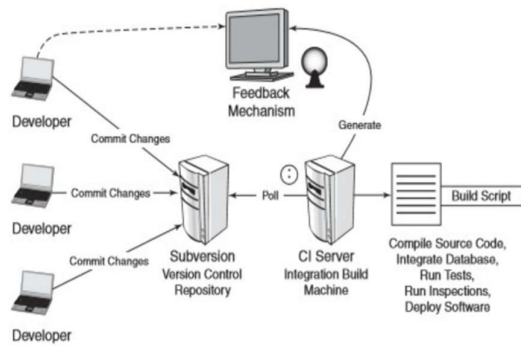 Feedback
Mechanism
Developer
Commit Changes
Generate
Developer
Commit Changes
Poll
Build Script
Subversion
Version Control
Repository
CI Server
Integration Build
Machine
Compile Source Code,
Integrate Database,
Run Tests,
Run Inspections,
Deploy Software
Commit Changes
Developer